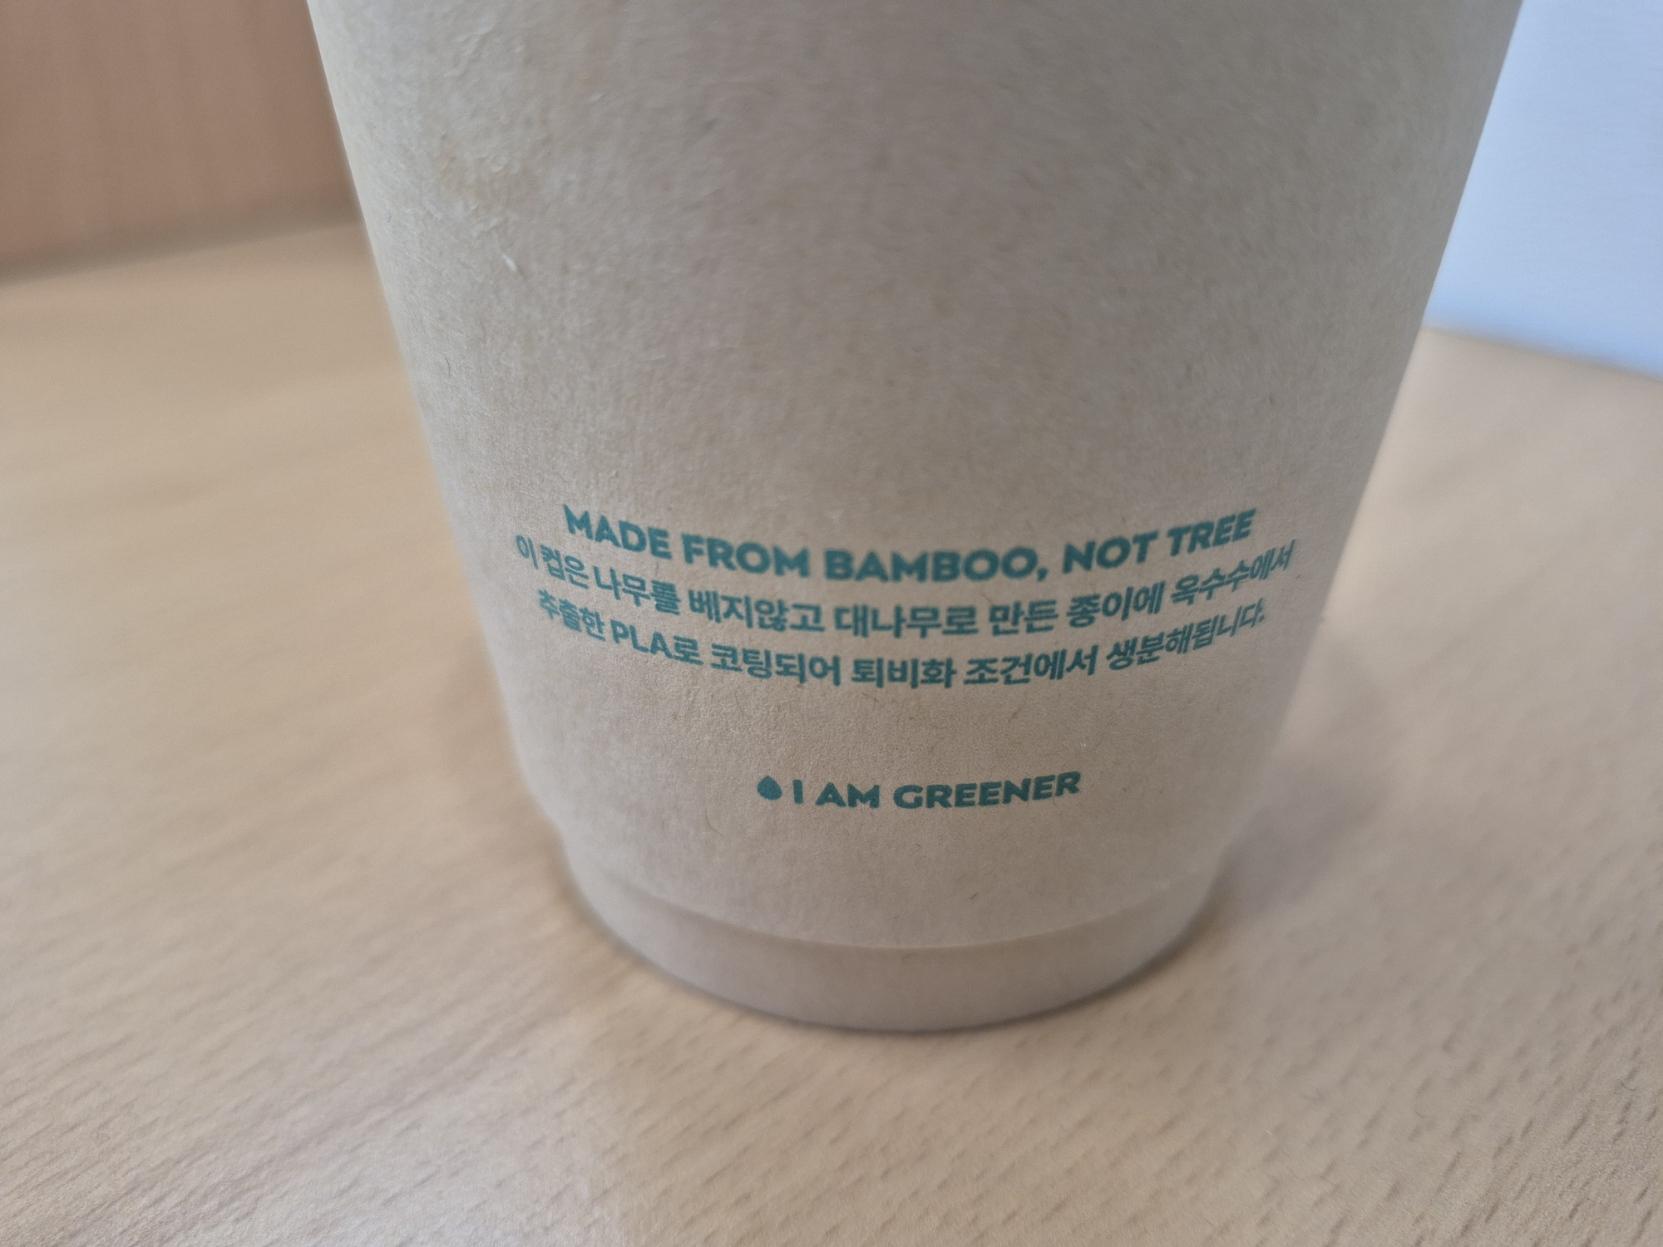 MADE FROM BAMBOO, NOT TREE
이 컵은 나무를 베지않고 대나무로 만든 종이에 옥수수에서
추출한 PLA로 코팅되어 퇴비화 조건에서 생분해됩니다.
I AM GREENER